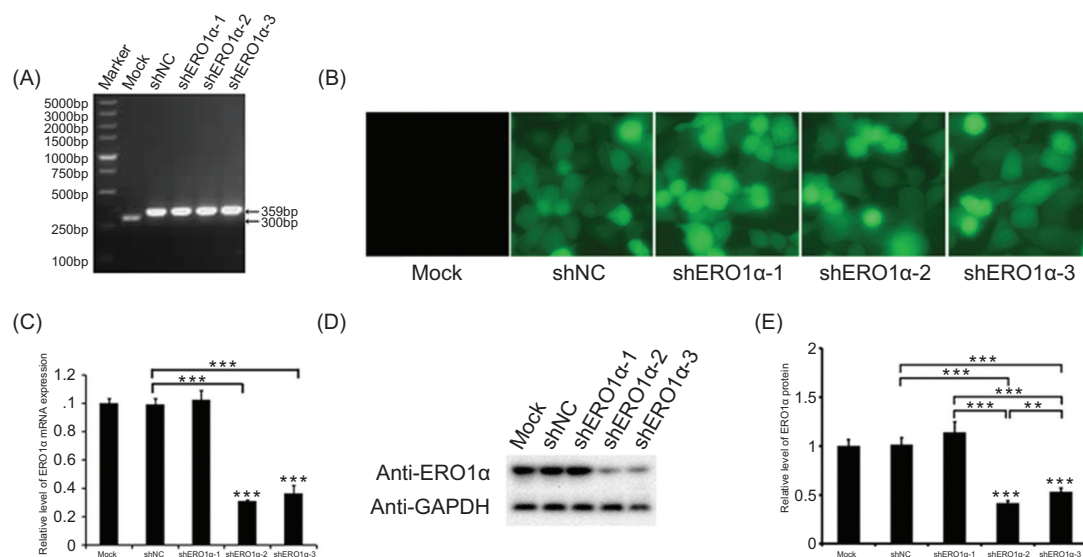 (A)
Marker
Mock
shNC
shERO1α-1
shERO1α-2
shERO1α-3
5000bp
3000bp
2000bp
1500bp
1000bp
750bp
500bp
250bp
100bp
359bp
300bp
(B)
Mock
shNC
shERO1α-1
shERO1α-2
shERO1α-3
(C)
Relative level of ERO1α mRNA expression
1.2
.1
0.8
0.6
0.4
0.2
0
***
***
***
***
Mock
shNC
shERO1α-1
shERO1α-2
shERO1α-3
(D)
Mock
shNC
shERO1α-1
shERO1α-2
shERO1α-3
Anti-ERO1α
Anti-GAPDH
(E)
Relative level of ERO1α protein
2
1.5
1
0.5
0
***
***
***
*** **
***
***
Mock
shNC
shERO1α-1
shERO1α-2
shERO1α-3